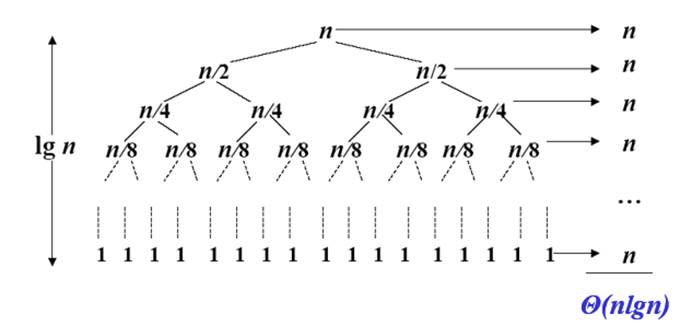 n n
n/2 n/2 n
n/4 n/4 n/4 n/4 n
lg n n/8 n/8 n/8 n/8 n/8 n/8 n/8 n/8 n
...
1 1 1 1 1 1 1 1 1 1 1 1 1 1 1 1 1 n
Θ(nlgn)